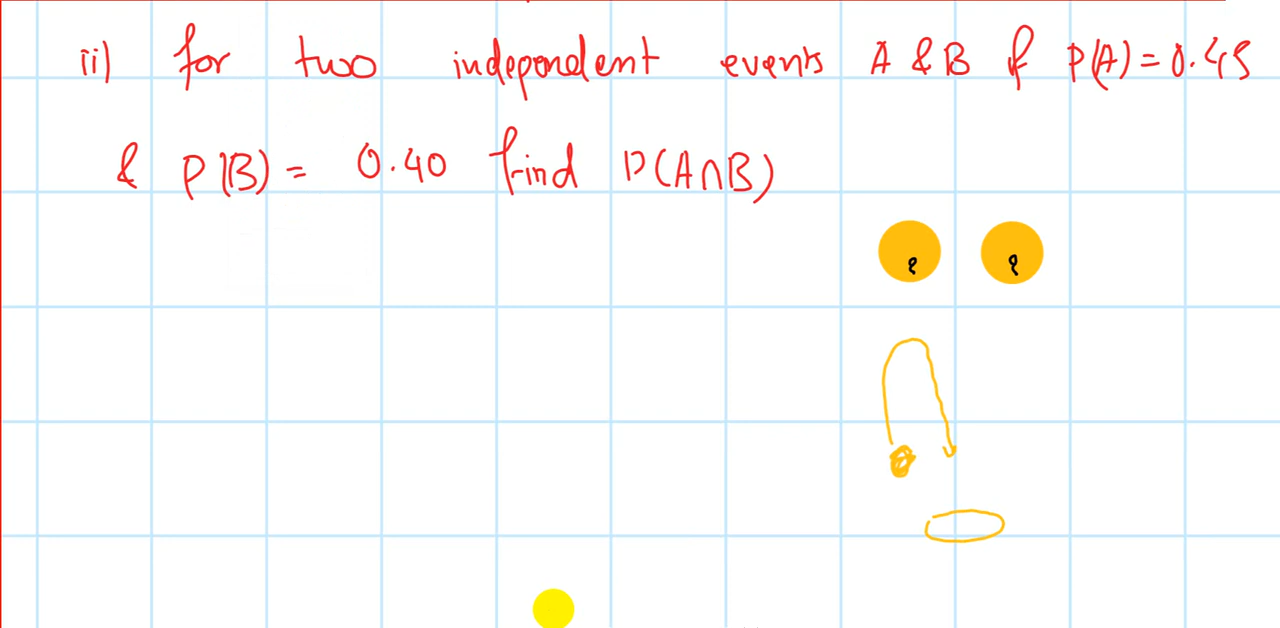 ii) for two independent events A & B if P(A) = 0.45
& P(B) = 0.40 find P(A∩B)